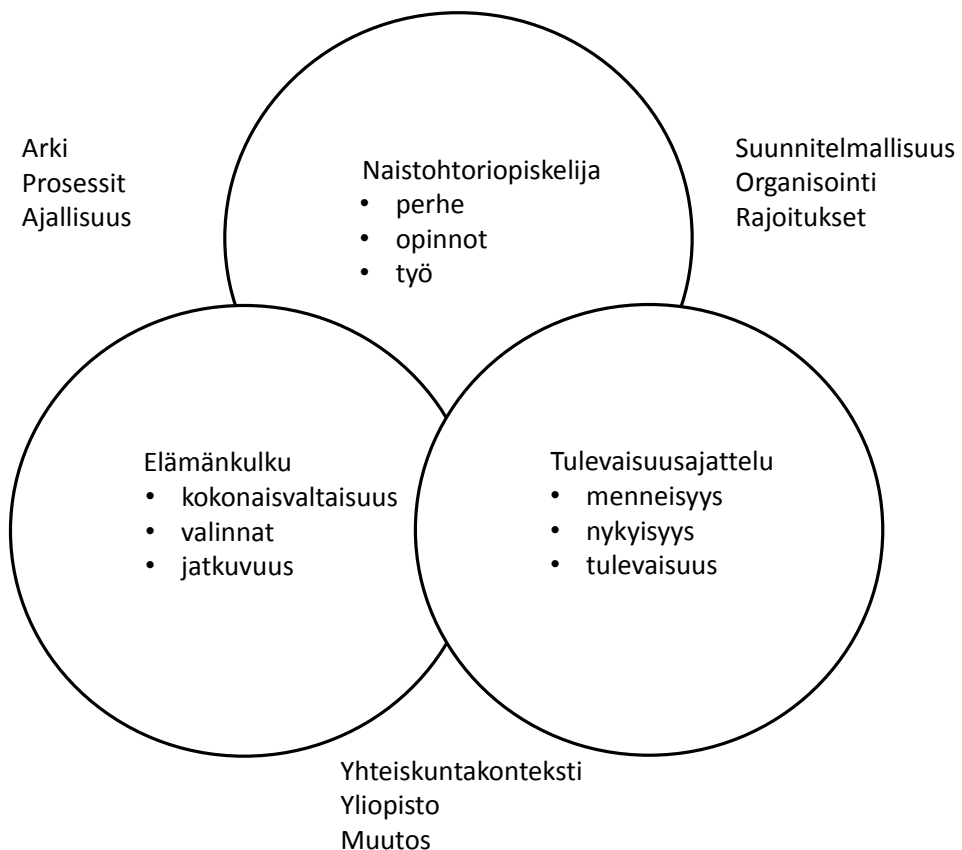 Arki
Prosessit
Ajallisuus
Naistohtoriopiskelija
• perhe
• opinnot
• työ
Suunnitelmallisuus
Organisointi
Rajoitukset
Elämänkulku
• kokonaisvaltaisuus
• valinnat
• jatkuvuus
Tulevaisuusajattelu
• menneisyys
• nykyisyys
• tulevaisuus
Yhteiskuntakonteksti
Yliopisto
Muutos